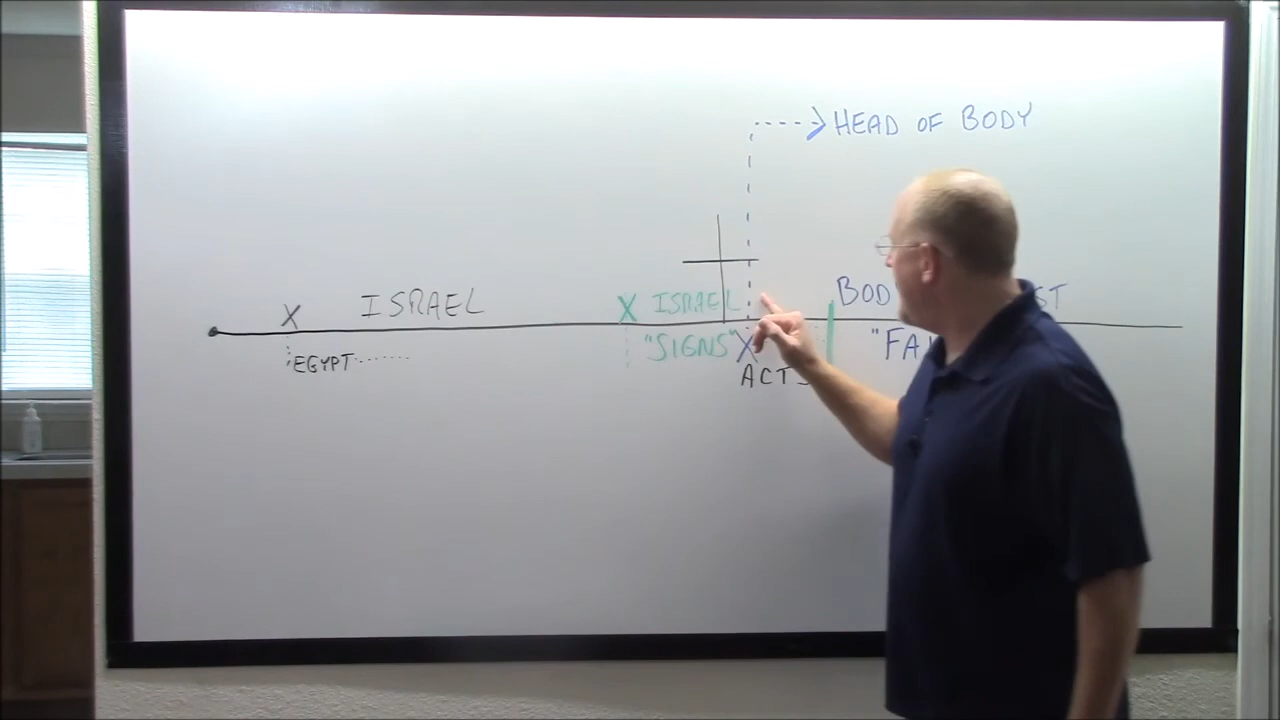 HEAD OF BODY
X ISRAEL X ISRAEL
EGYPT "SIGNS" X
ACTS